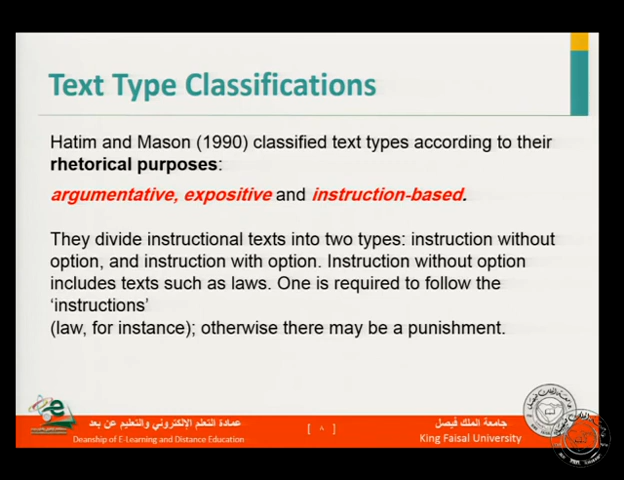 Text Type Classifications
Hatim and Mason (1990) classified text types according to their
rhetorical purposes:
argumentative, expositive and instruction-based.
They divide instructional texts into two types: instruction without
option, and instruction with option. Instruction without option
includes texts such as laws. One is required to follow the
‘instructions’
(law, for instance); otherwise there may be a punishment.
عمادة التعلم الإلكتروني والتعليم عن بعد
Deanship of E-Learning and Distance Education
[ ٨ ]
جامعة الملك فيصل
King Faisal University